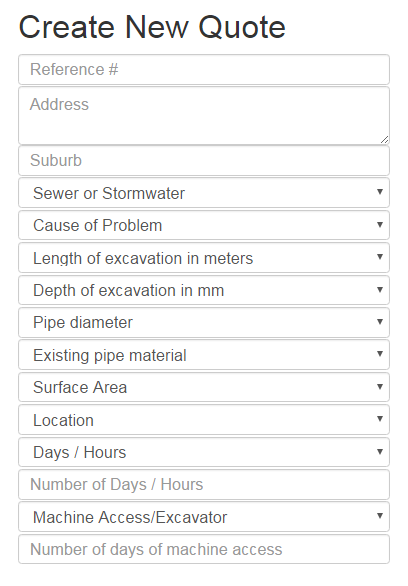 Create New Quote
Reference #
Address
Suburb
Sewer or Stormwater
Cause of Problem
Length of excavation in meters
Depth of excavation in mm
Pipe diameter
Existing pipe material
Surface Area
Location
Days / Hours
Number of Days / Hours
Machine Access/Excavator
Number of days of machine access